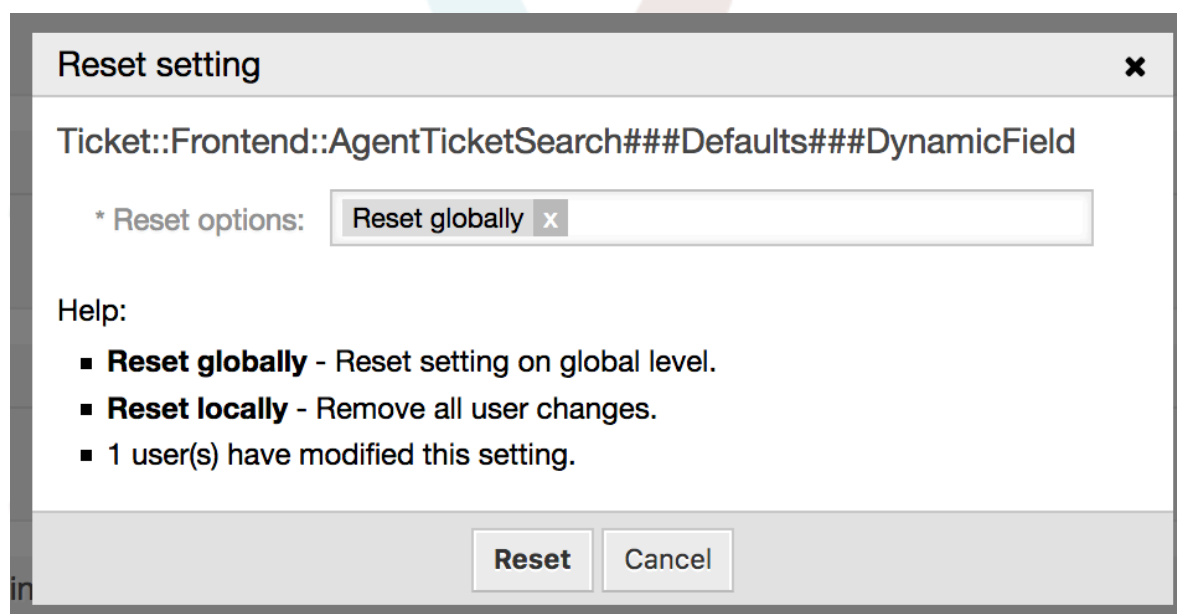 Reset setting
Ticket::Frontend::AgentTicketSearch###Defaults###DynamicField
* Reset options: Reset globally x
Help:
Reset globally - Reset setting on global level.
Reset locally - Remove all user changes.
1 user(s) have modified this setting.
Reset Cancel
in